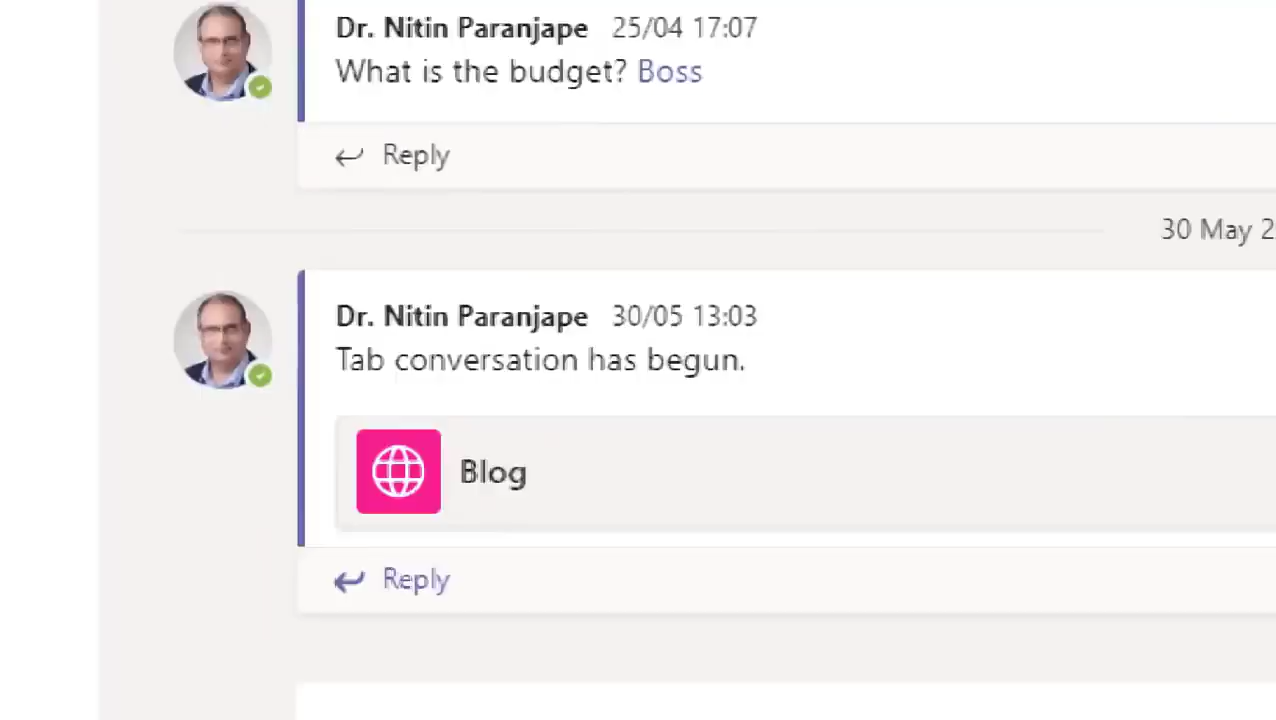 Dr. Nitin Paranjape 25/04 17:07
What is the budget? Boss
Reply
30 May 2
Dr. Nitin Paranjape 30/05 13:03
Tab conversation has begun.
Blog
Reply